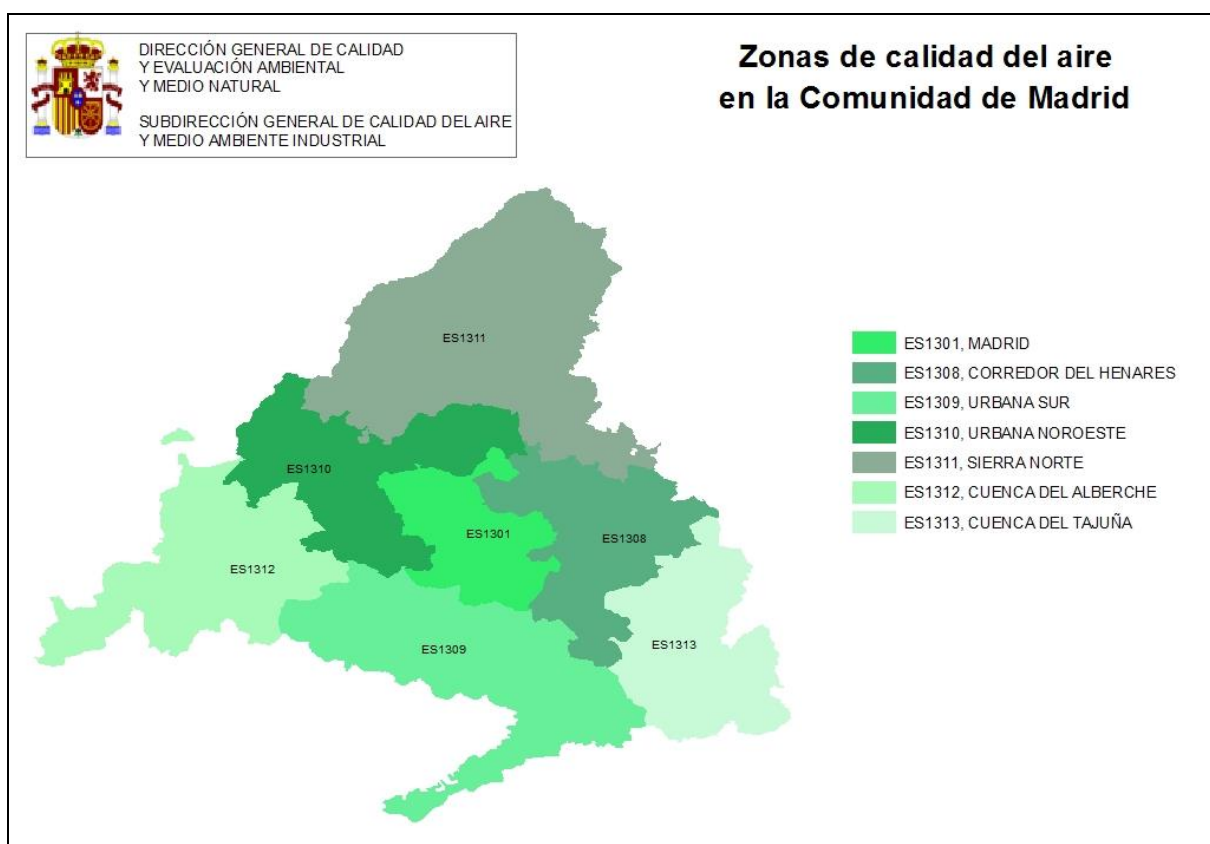 DIRECCIÓN GENERAL DE CALIDAD
Y EVALUACIÓN AMBIENTAL
Y MEDIO NATURAL
SUBDIRECCIÓN GENERAL DE CALIDAD DEL AIRE
Y MEDIO AMBIENTE INDUSTRIAL
Zonas de calidad del aire
en la Comunidad de Madrid
ES1311
ES1310
ES1301
ES1308
ES1312
ES1309
ES1313
ES1301, MADRID
ES1308, CORREDOR DEL HENARES
ES1309, URBANA SUR
ES1310, URBANA NOROESTE
ES1311, SIERRA NORTE
ES1312, CUENCA DEL ALBERCHE
ES1313, CUENCA DEL TAJUÑA